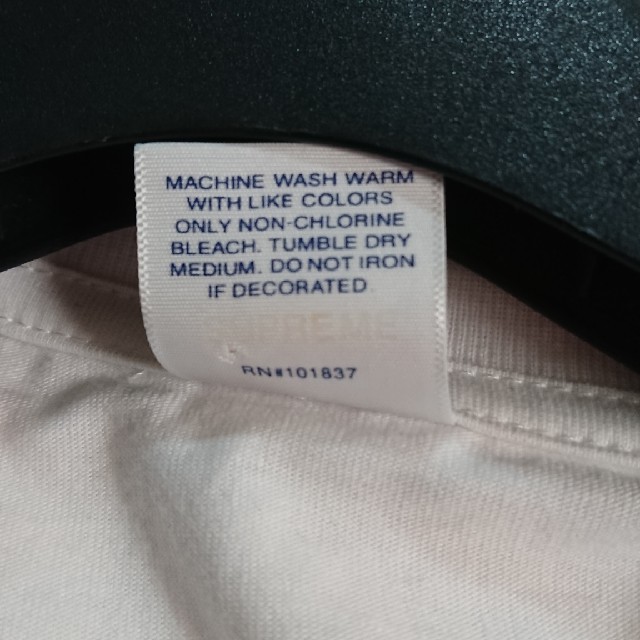 MACHINE WASH WARM
WITH LIKE COLORS
ONLY NON-CHLORINE
BLEACH. TUMBLE DRY
MEDIUM. DO NOT IRON
IF DECORATED
SUPREME
RN#101837